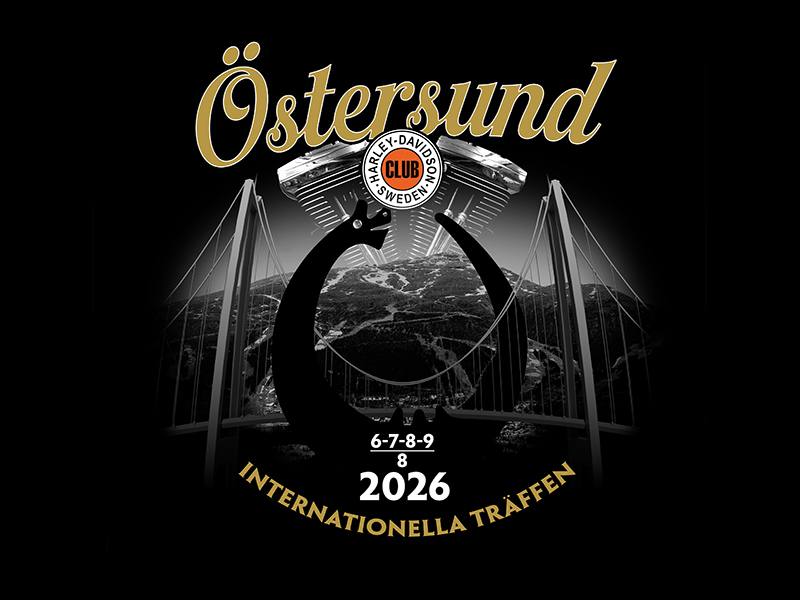 Östersund
HARLEY-DAVIDSON
CLUB
SWEDEN
6-7-8-9
8
2026
INTERNATIONELLA TRÄFFEN